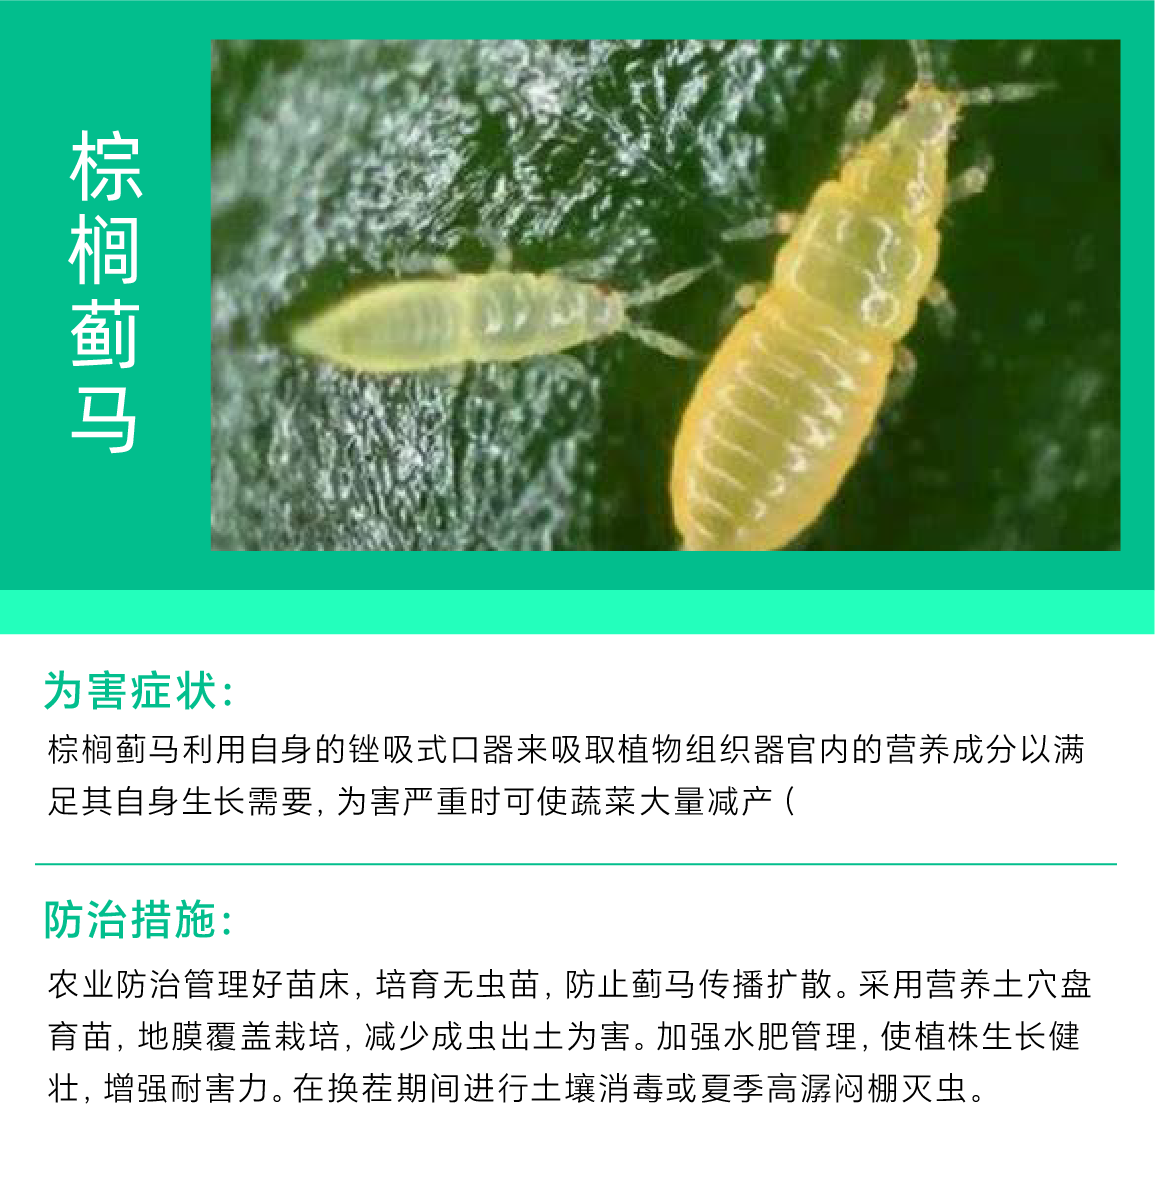 棕榈蓟马
为害症状：
棕榈蓟马利用自身的锉吸式口器来吸取植物组织器官内的营养成分以满
足其自身生长需要，为害严重时可使蔬菜大量减产（
防治措施：
农业防治管理好苗床，培育无虫苗，防止蓟马传播扩散。采用营养土穴盘
育苗，地膜覆盖栽培，减少成虫出土为害。加强水肥管理，使植株生长健
壮，增强耐害力。在换茬期间进行土壤消毒或夏季高潺闷棚灭虫。